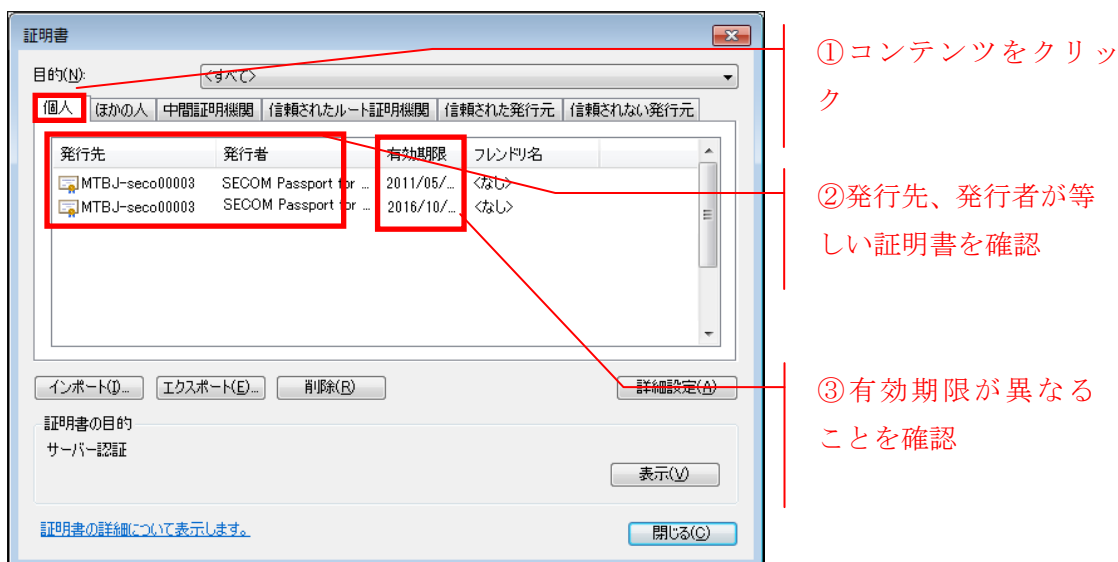 証明書
目的(N):
<すべて>
個人
ほかの人
中間証明機関
信頼されたルート証明機関
信頼された発行元
信頼されない発行元
発行先 発行者 有効期限 フレンドリ名
MTBJ-seco00003 SECOM Passport for ... 2011/05/... <なし>
MTBJ-seco00003 SECOM Passport for ... 2016/10/... <なし>
インポート(I)...
エクスポート(E)...
削除(R)
詳細設定(A)
証明書の目的
サーバー認証
表示(V)
証明書の詳細について表示します。
閉じる(C)
①コンテンツをクリッ
ク
②発行先、発行者が等
しい証明書を確認
③有効期限が異なる
ことを確認